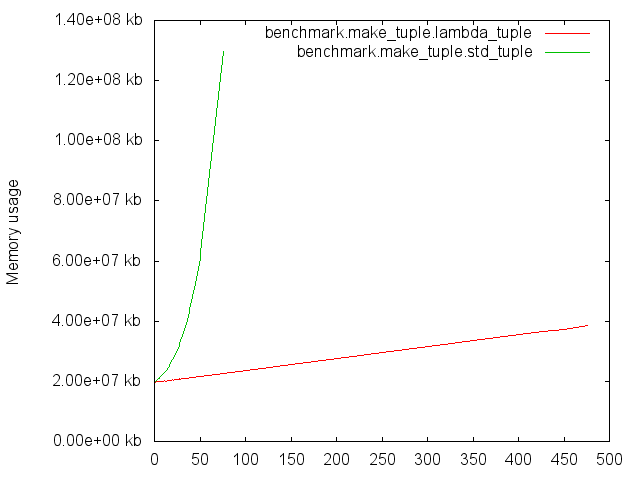 1.40e+08 kb
benchmark.make_tuple.lambda_tuple
benchmark.make_tuple.std_tuple
1.20e+08 kb
1.00e+08 kb
8.00e+07 kb
6.00e+07 kb
4.00e+07 kb
2.00e+07 kb
0.00e+00 kb
Memory usage
0 50 100 150 200 250 300 350 400 450 500